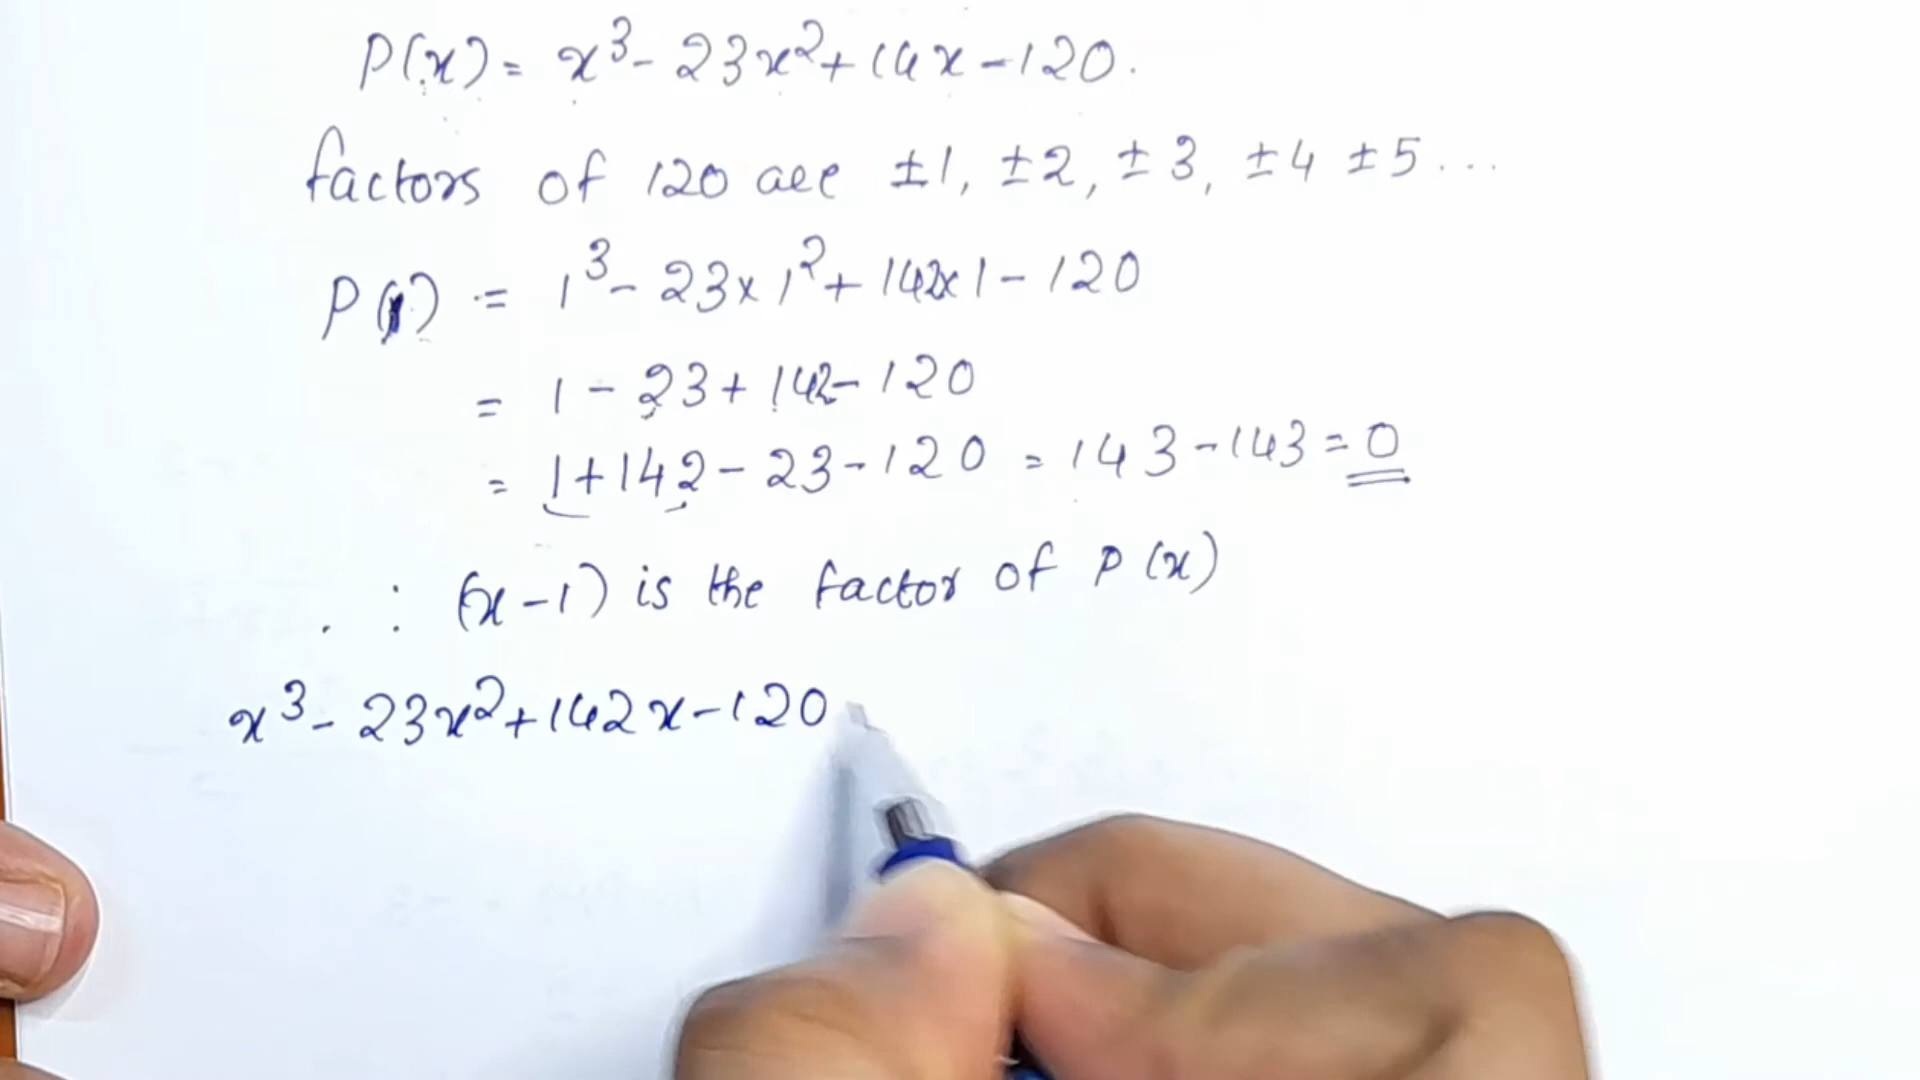 P(x) = x³ - 23x² + 14x - 120.
factors of 120 are ±1, ±2, ±3, ±4 ±5...
P(1) = 1³ - 23×1² + 142×1 - 120
= 1 - 23 + 142 - 120
= 1 + 142 - 23 - 120 = 143 - 143 = 0
∴ (x-1) is the factor of P(x)
x³ - 23x² + 142x - 120